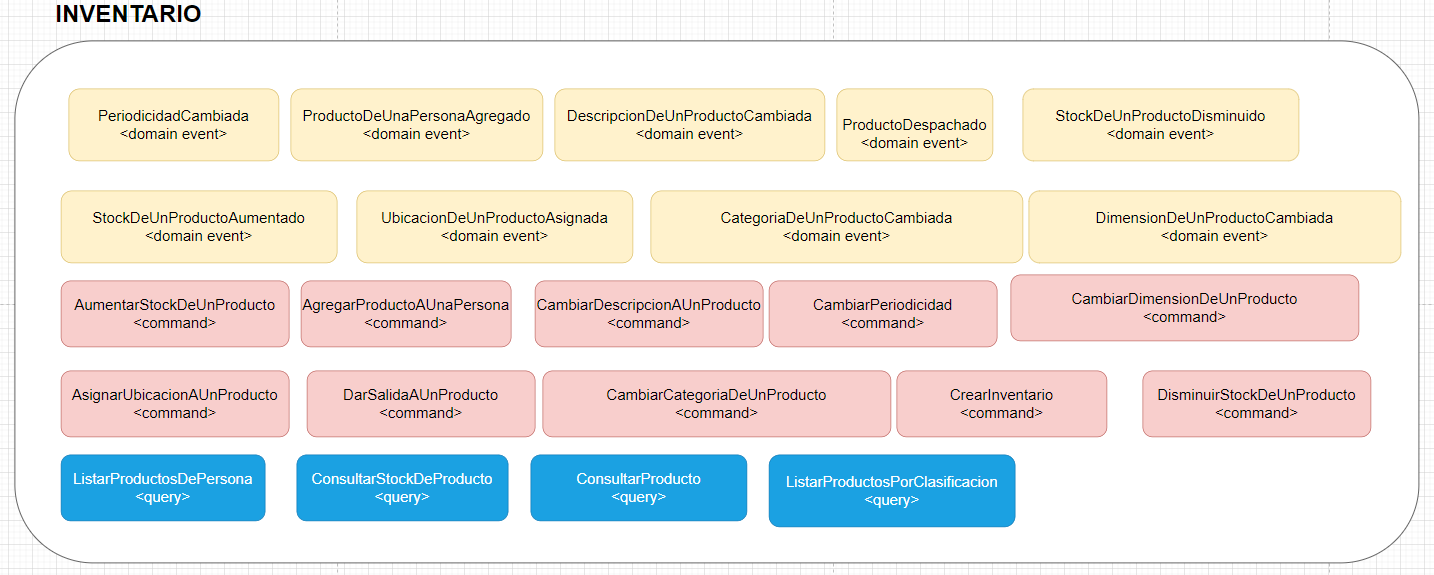 INVENTARIO
PeriodicidadCambiada
<domain event>
ProductoDeUnaPersonaAgregado
<domain event>
DescripcionDeUnProductoCambiada
<domain event>
ProductoDespachado
<domain event>
StockDeUnProductoDisminuido
<domain event>
StockDeUnProductoAumentado
<domain event>
UbicacionDeUnProductoAsignada
<domain event>
CategoriaDeUnProductoCambiada
<domain event>
DimensionDeUnProductoCambiada
<domain event>
AumentarStockDeUnProducto
<command>
AgregarProductoAUnaPersona
<command>
CambiarDescripcionAUnProducto
<command>
CambiarPeriodicidad
<command>
CambiarDimensionDeUnProducto
<command>
AsignarUbicacionAUnProducto
<command>
DarSalidaAUnProducto
<command>
CambiarCategoriaDeUnProducto
<command>
CrearInventario
<command>
DisminuirStockDeUnProducto
<command>
ListarProductosDePersona
<query>
ConsultarStockDeProducto
<query>
ConsultarProducto
<query>
ListarProductosPorClasificacion
<query>